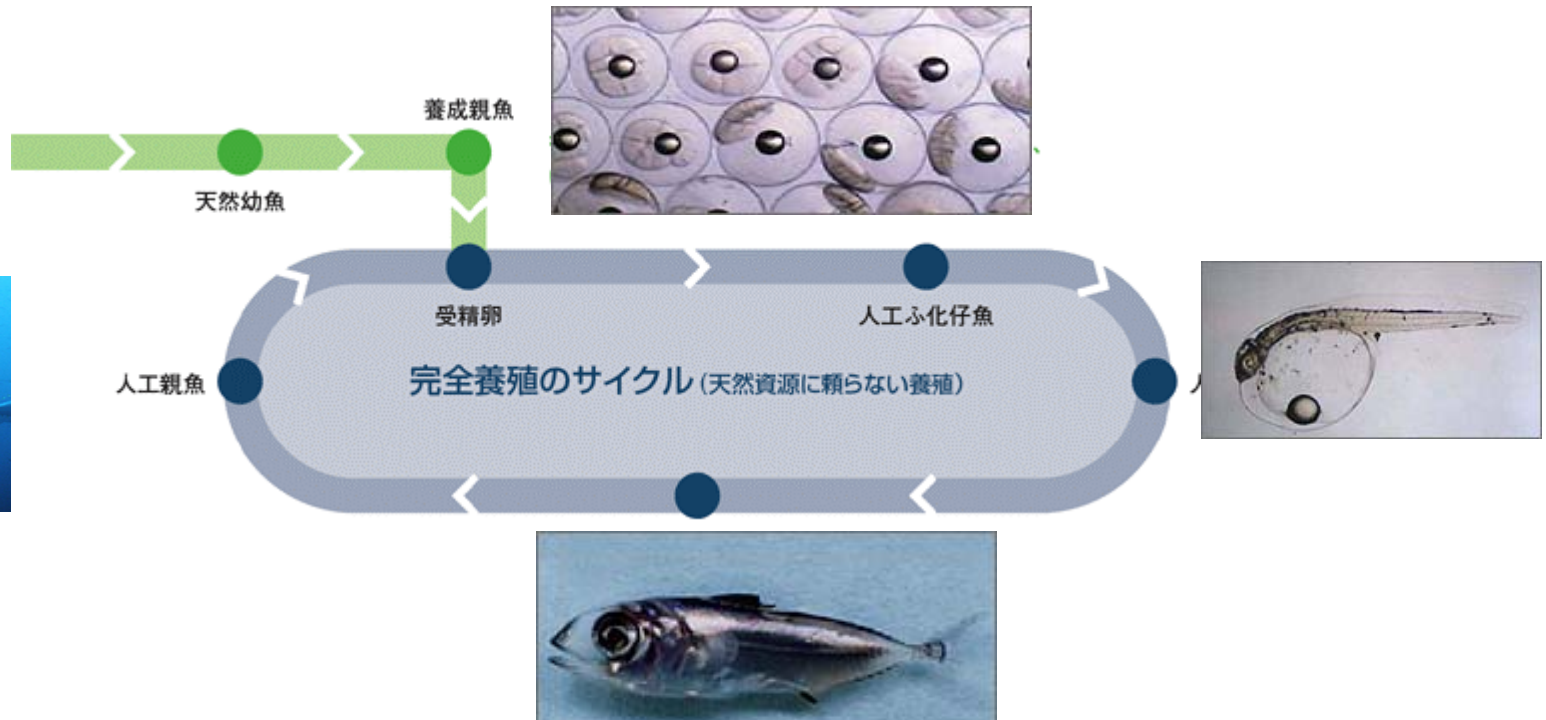 養成親魚
天然幼魚
受精卵
人工ふ化仔魚
人工親魚
完全養殖のサイクル(天然資源に頼らない養殖)